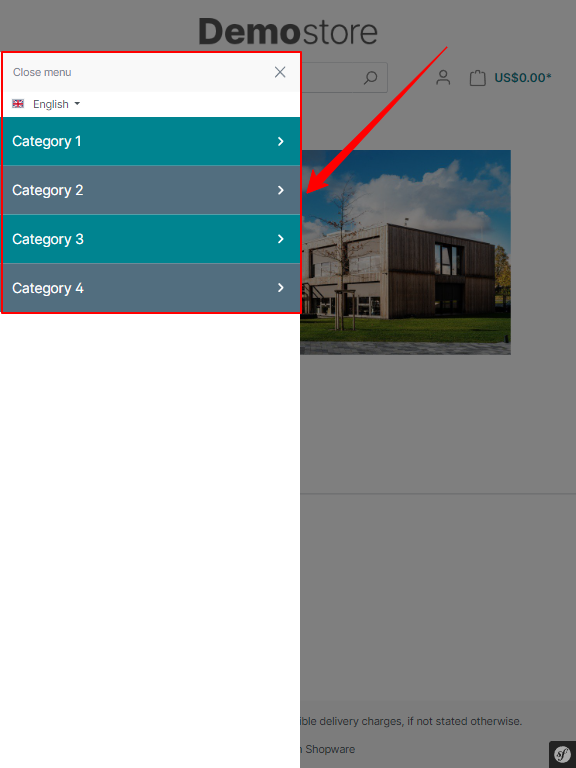 Demostore
Close menu
US$0.00*
English
Category 1
Category 2
Category 3
Category 4
delivery charges, if not stated otherwise.
Shopware
sf